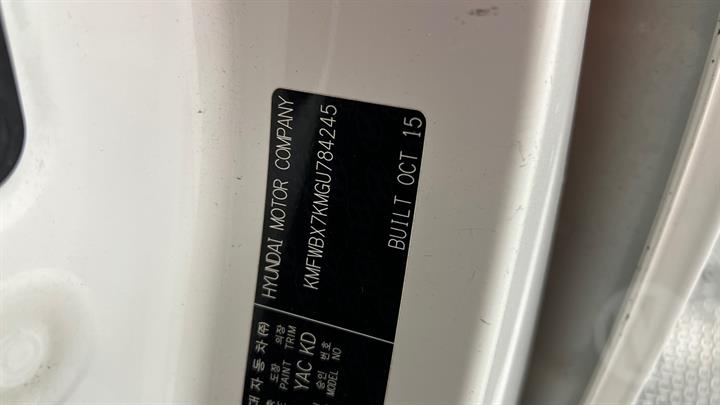 HYUNDAI MOTOR COMPANY
KMFWBX7KMGU784245
BUILT OCT 15
대자동차㈜
도장 외장
PAINT TRIM
YAC KD
승인 번호
MODEL NO